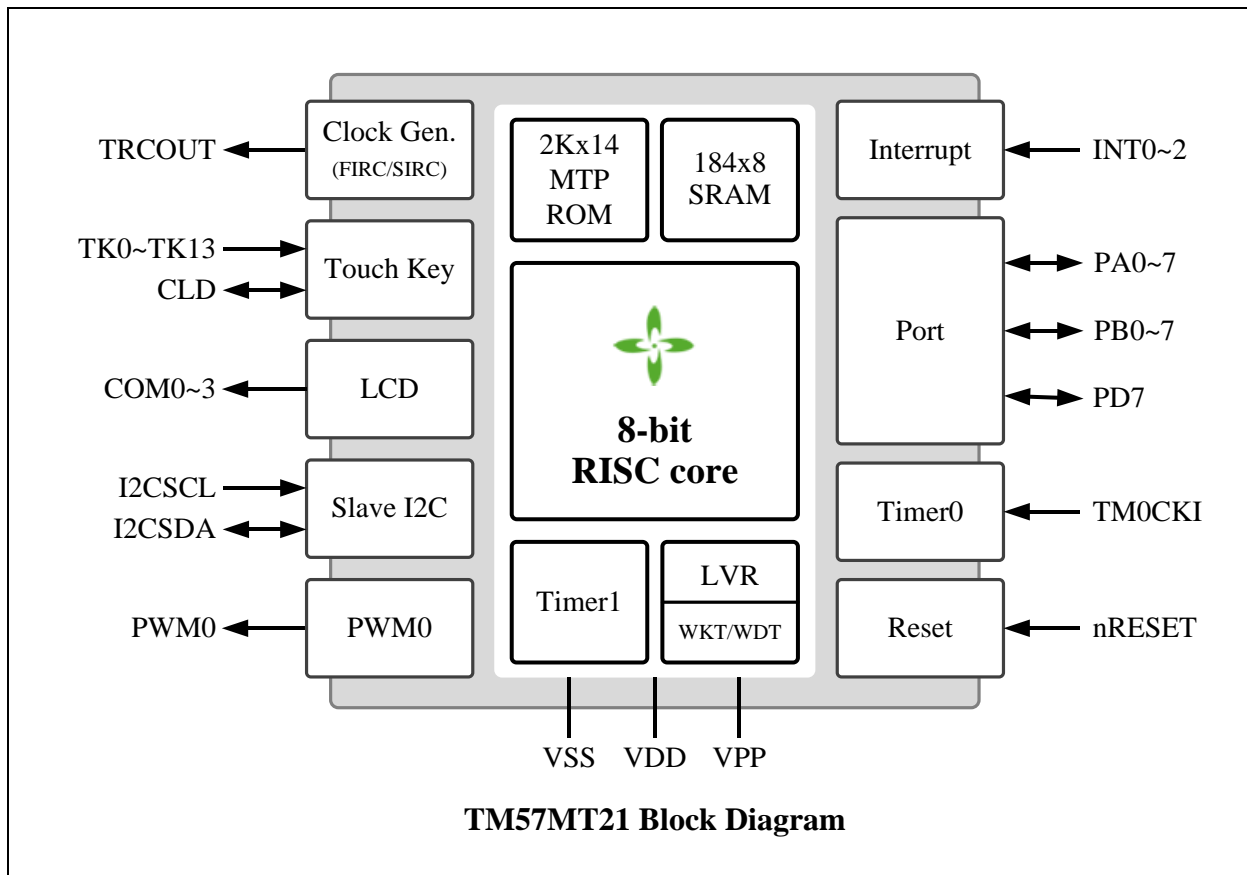 TRCOUT
Clock Gen.
(FIRC/SIRC)
TK0~TK13
CLD
Touch Key
COM0~3
LCD
I2CSCL
I2CSDA
Slave I2C
PWM0
PWM0
2Kx14
MTP
ROM
184x8
SRAM
8-bit
RISC core
Timer1
LVR
WKT/WDT
Interrupt
INT0~2
Port
PA0~7
PB0~7
PD7
Timer0
TM0CKI
Reset
nRESET
VSS
VDD
VPP
TM57MT21 Block Diagram